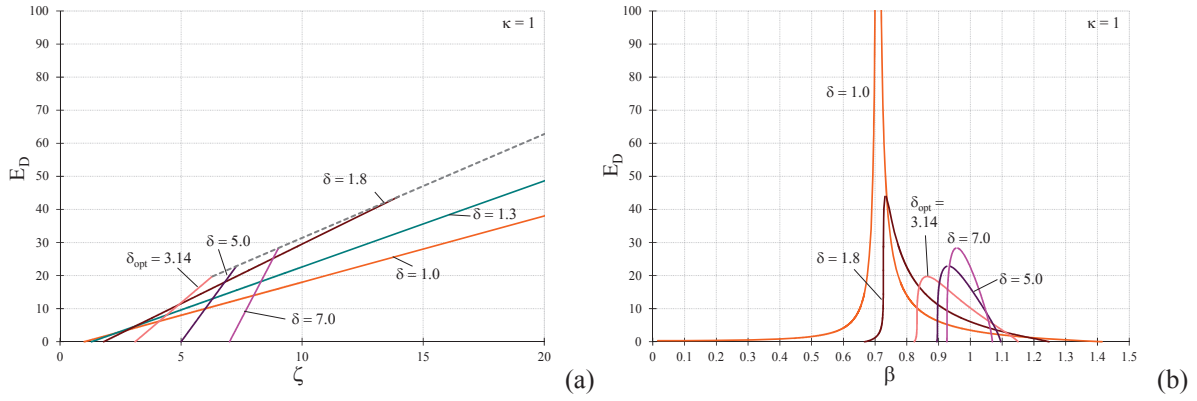 100
90
80
70
60
50
40
30
20
10
0
E_D
κ = 1
δ = 1.8
δ = 1.3
δ = 5.0
δ_opt = 3.14
δ = 1.0
δ = 7.0
0 5 10 15 20
ζ
(a)
100
90
80
70
60
50
40
30
20
10
0
E_D
κ = 1
δ = 1.0
δ_opt =
3.14
δ = 7.0
δ = 1.8
δ = 5.0
0 0.1 0.2 0.3 0.4 0.5 0.6 0.7 0.8 0.9 1 1.1 1.2 1.3 1.4 1.5
β
(b)